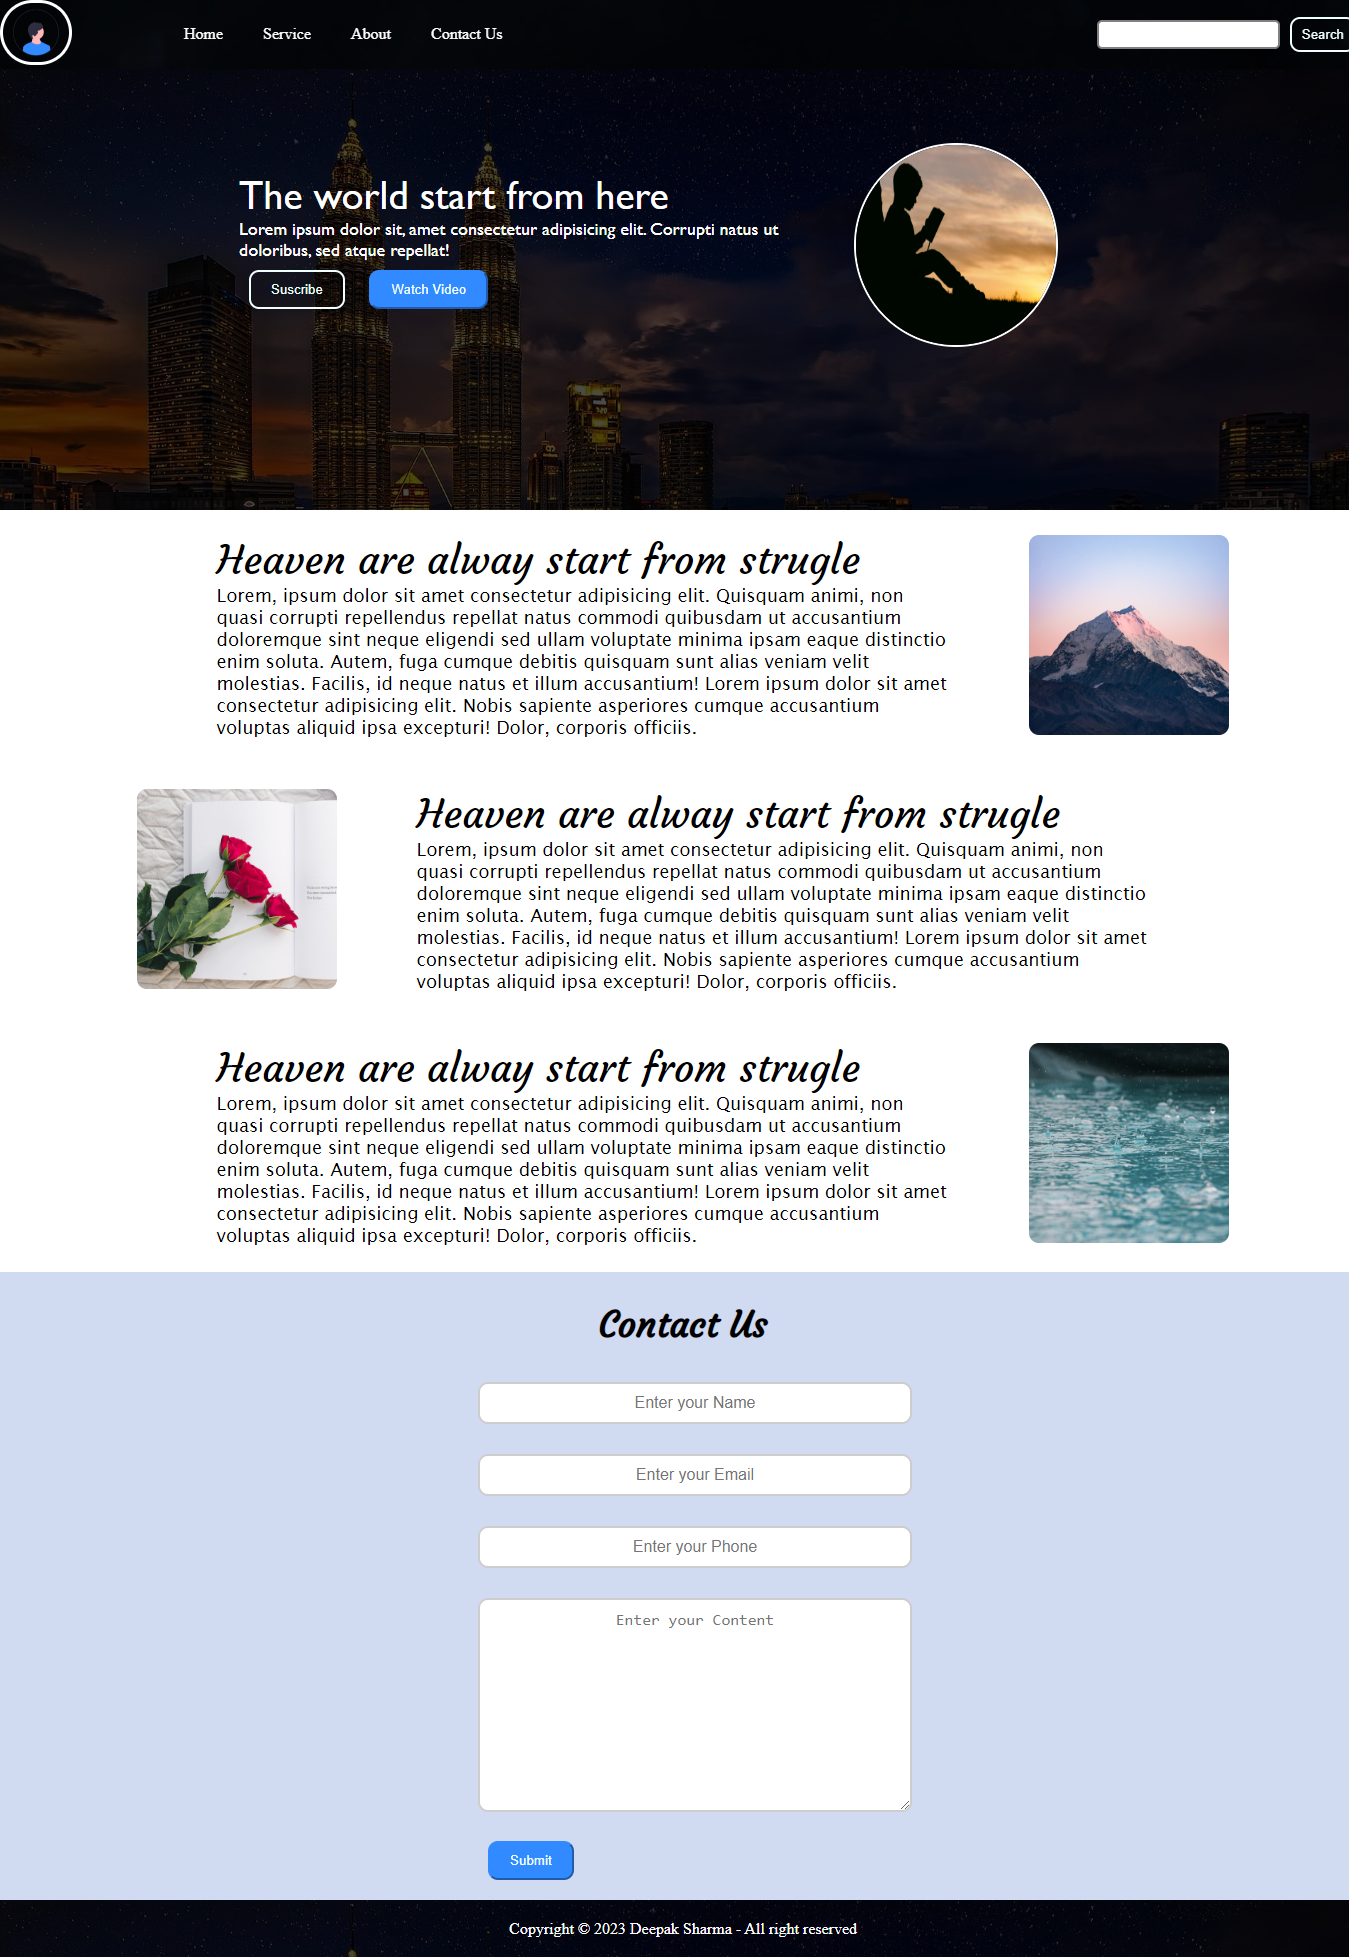 Home Service About Contact Us Search
The world start from here
Lorem ipsum dolor sit, amet consectetur adipisicing elit. Corrupti natus ut
doloribus, sed atque repellat!
Suscribe Watch Video
Heaven are alway start from strugle
Lorem, ipsum dolor sit amet consectetur adipisicing elit. Quisquam animi, non
quasi corrupti repellendus repellat natus commodi quibusdam ut accusantium
doloremque sint neque eligendi sed ullam voluptate minima ipsam eaque distinctio
enim soluta. Autem, fuga cumque debitis quisquam sunt alias veniam velit
molestias. Facilis, id neque natus et illum accusantium! Lorem ipsum dolor sit amet
consectetur adipisicing elit. Nobis sapiente asperiores cumque accusantium
voluptas aliquid ipsa excepturi! Dolor, corporis officiis.
Heaven are alway start from strugle
Lorem, ipsum dolor sit amet consectetur adipisicing elit. Quisquam animi, non
quasi corrupti repellendus repellat natus commodi quibusdam ut accusantium
doloremque sint neque eligendi sed ullam voluptate minima ipsam eaque distinctio
enim soluta. Autem, fuga cumque debitis quisquam sunt alias veniam velit
molestias. Facilis, id neque natus et illum accusantium! Lorem ipsum dolor sit amet
consectetur adipisicing elit. Nobis sapiente asperiores cumque accusantium
voluptas aliquid ipsa excepturi! Dolor, corporis officiis.
Heaven are alway start from strugle
Lorem, ipsum dolor sit amet consectetur adipisicing elit. Quisquam animi, non
quasi corrupti repellendus repellat natus commodi quibusdam ut accusantium
doloremque sint neque eligendi sed ullam voluptate minima ipsam eaque distinctio
enim soluta. Autem, fuga cumque debitis quisquam sunt alias veniam velit
molestias. Facilis, id neque natus et illum accusantium! Lorem ipsum dolor sit amet
consectetur adipisicing elit. Nobis sapiente asperiores cumque accusantium
voluptas aliquid ipsa excepturi! Dolor, corporis officiis.
Contact Us
Enter your Name
Enter your Email
Enter your Phone
Enter your Content
Submit
Copyright © 2023 Deepak Sharma - All right reserved